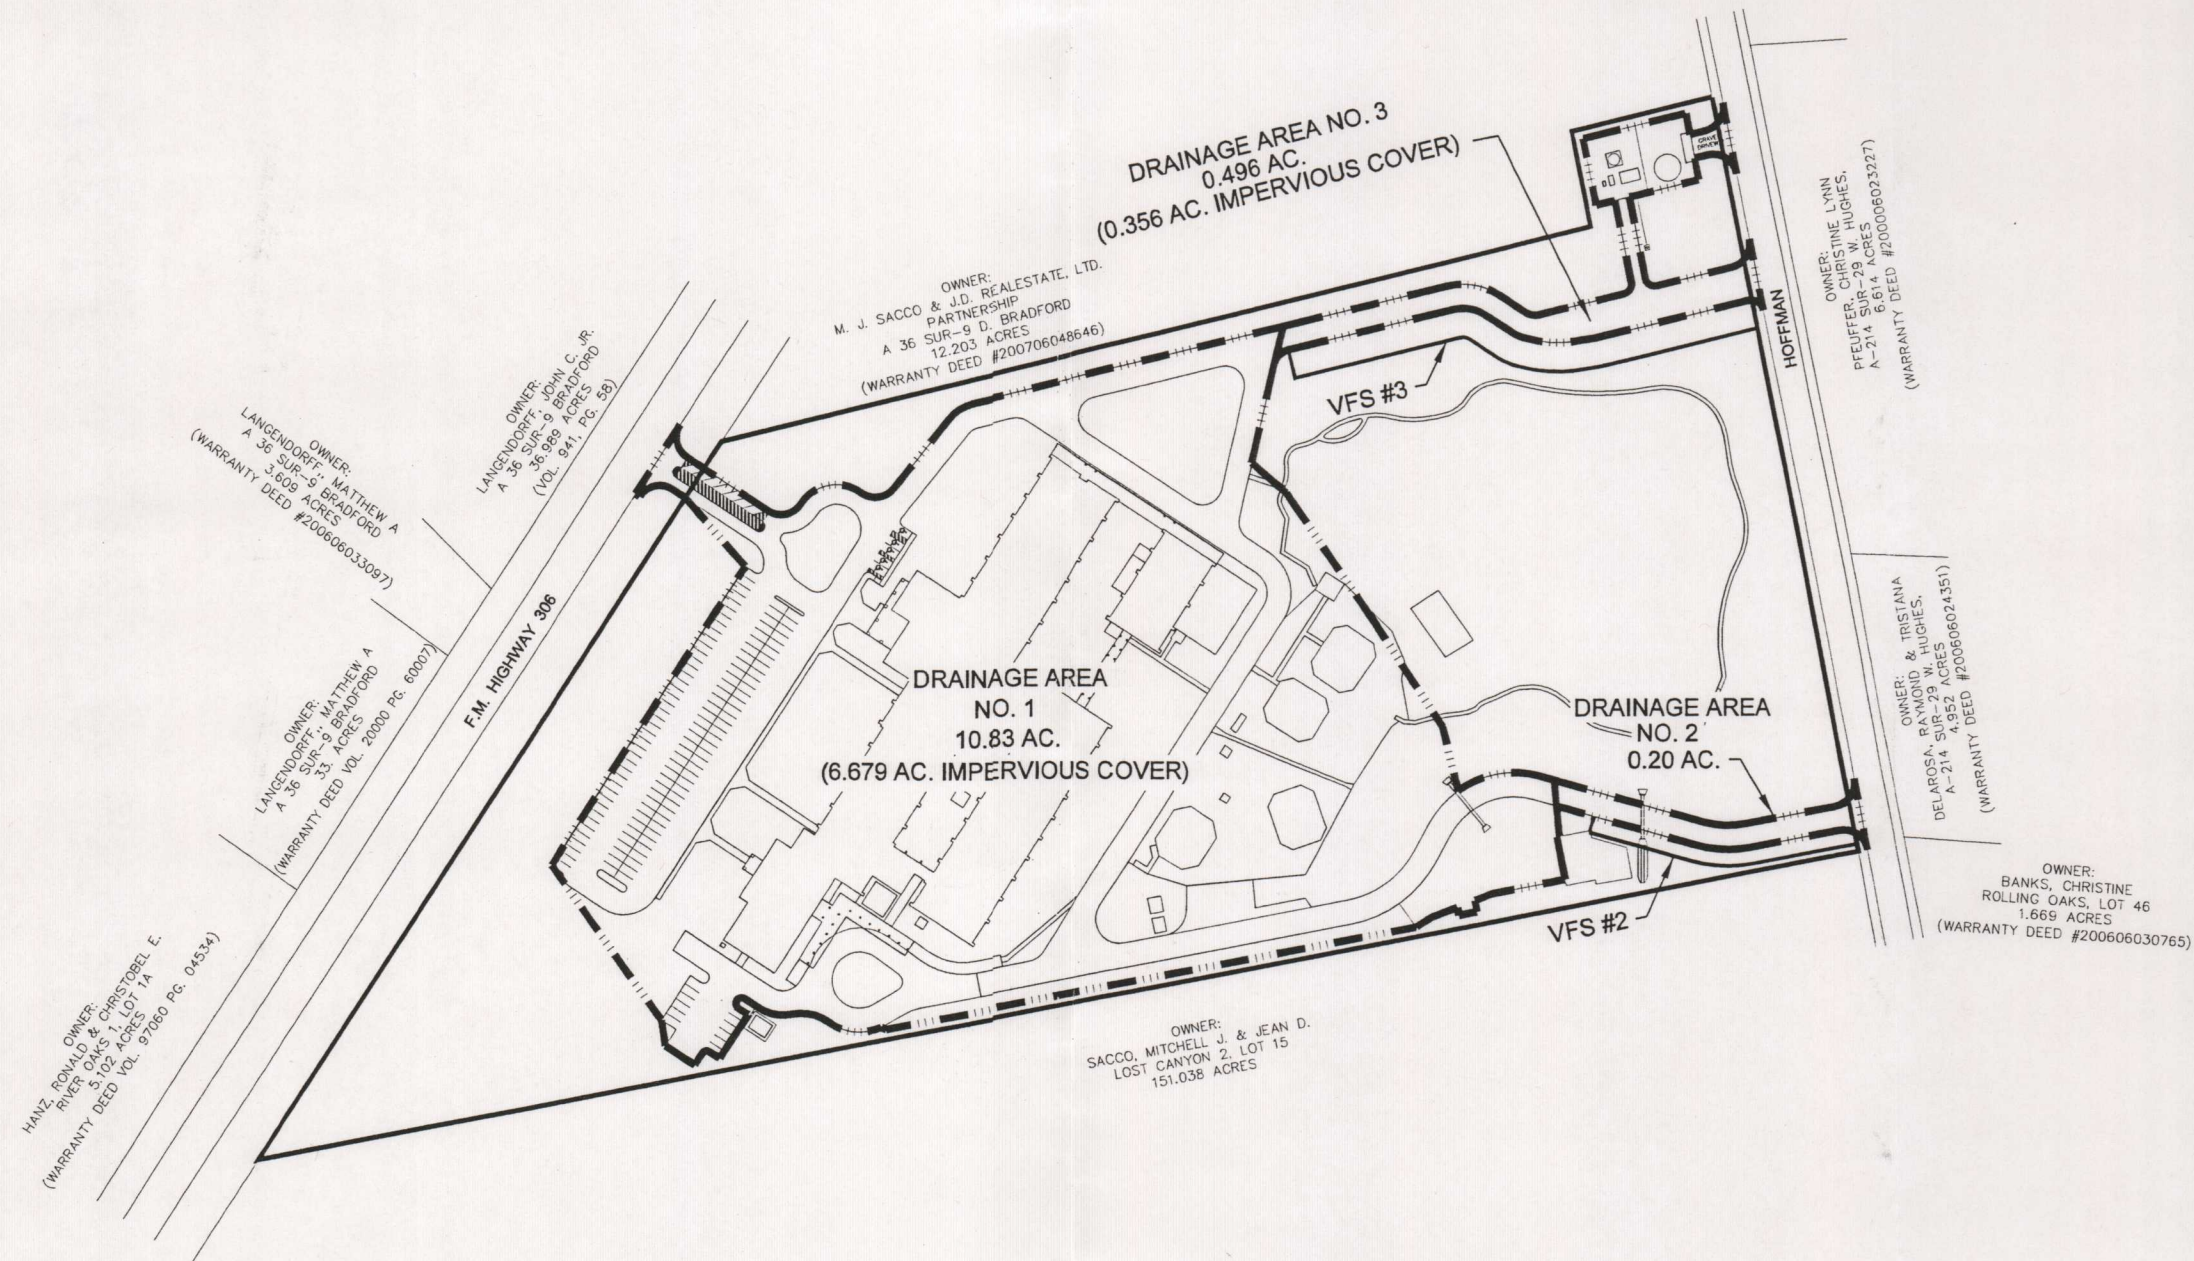 DRAINAGE AREA NO. 3
0.496 AC.
(0.356 AC. IMPERVIOUS COVER)
GRAVEL
DRIVEW
OWNER:
PFEUFFER, CHRISTINE LYNN
A-214 SUR-29 W. HUGHES,
6.614 ACRES
(WARRANTY DEED #200006023227)
HOFFMAN
OWNER:
M. J. SACCO & J.D. REALESTATE, LTD.
PARTNERSHIP
A 36 SUR-9 D. BRADFORD
12.203 ACRES
(WARRANTY DEED #200706048646)
OWNER:
LANGENDORFF, JOHN C. JR.
A 36 SUR-9 BRADFORD
36.989 ACRES
(VOL. 941, PG. 58)
VFS #3
OWNER:
LANGENDORFF,, MATTHEW A
A 36 SUR-9 BRADFORD
3.609 ACRES
(WARRANTY DEED #200606033097)
F.M. HIGHWAY 306
OWNER:
LANGENDORFF,, MATTHEW A
A 36 SUR-9 BRADFORD
33. ACRES
(WARRANTY DEED VOL. 20000 PG. 60007)
DRAINAGE AREA
NO. 1
10.83 AC.
(6.679 AC. IMPERVIOUS COVER)
DRAINAGE AREA
NO. 2
0.20 AC.
OWNER:
DELAROSA, RAYMOND & TRISTANA
A-214 SUR-29 W. HUGHES,
4.952 ACRES
(WARRANTY DEED #200606024351)
OWNER:
BANKS, CHRISTINE
ROLLING OAKS, LOT 46
1.669 ACRES
(WARRANTY DEED #200606030765)
VFS #2
OWNER:
HANZ, RONALD & CHRISTOBEL E.
RIVER OAKS 1, LOT 1A
5.102 ACRES
(WARRANTY DEED VOL. 97060 PG. 04534)
OWNER:
SACCO, MITCHELL J. & JEAN D.
LOST CANYON 2, LOT 15
151.038 ACRES